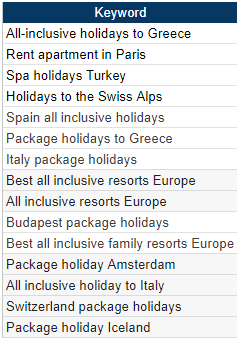 Keyword
All-inclusive holidays to Greece
Rent apartment in Paris
Spa holidays Turkey
Holidays to the Swiss Alps
Spain all inclusive holidays
Package holidays to Greece
Italy package holidays
Best all inclusive resorts Europe
All inclusive resorts Europe
Budapest package holidays
Best all inclusive family resorts Europe
Package holiday Amsterdam
All inclusive holiday to Italy
Switzerland package holidays
Package holiday Iceland